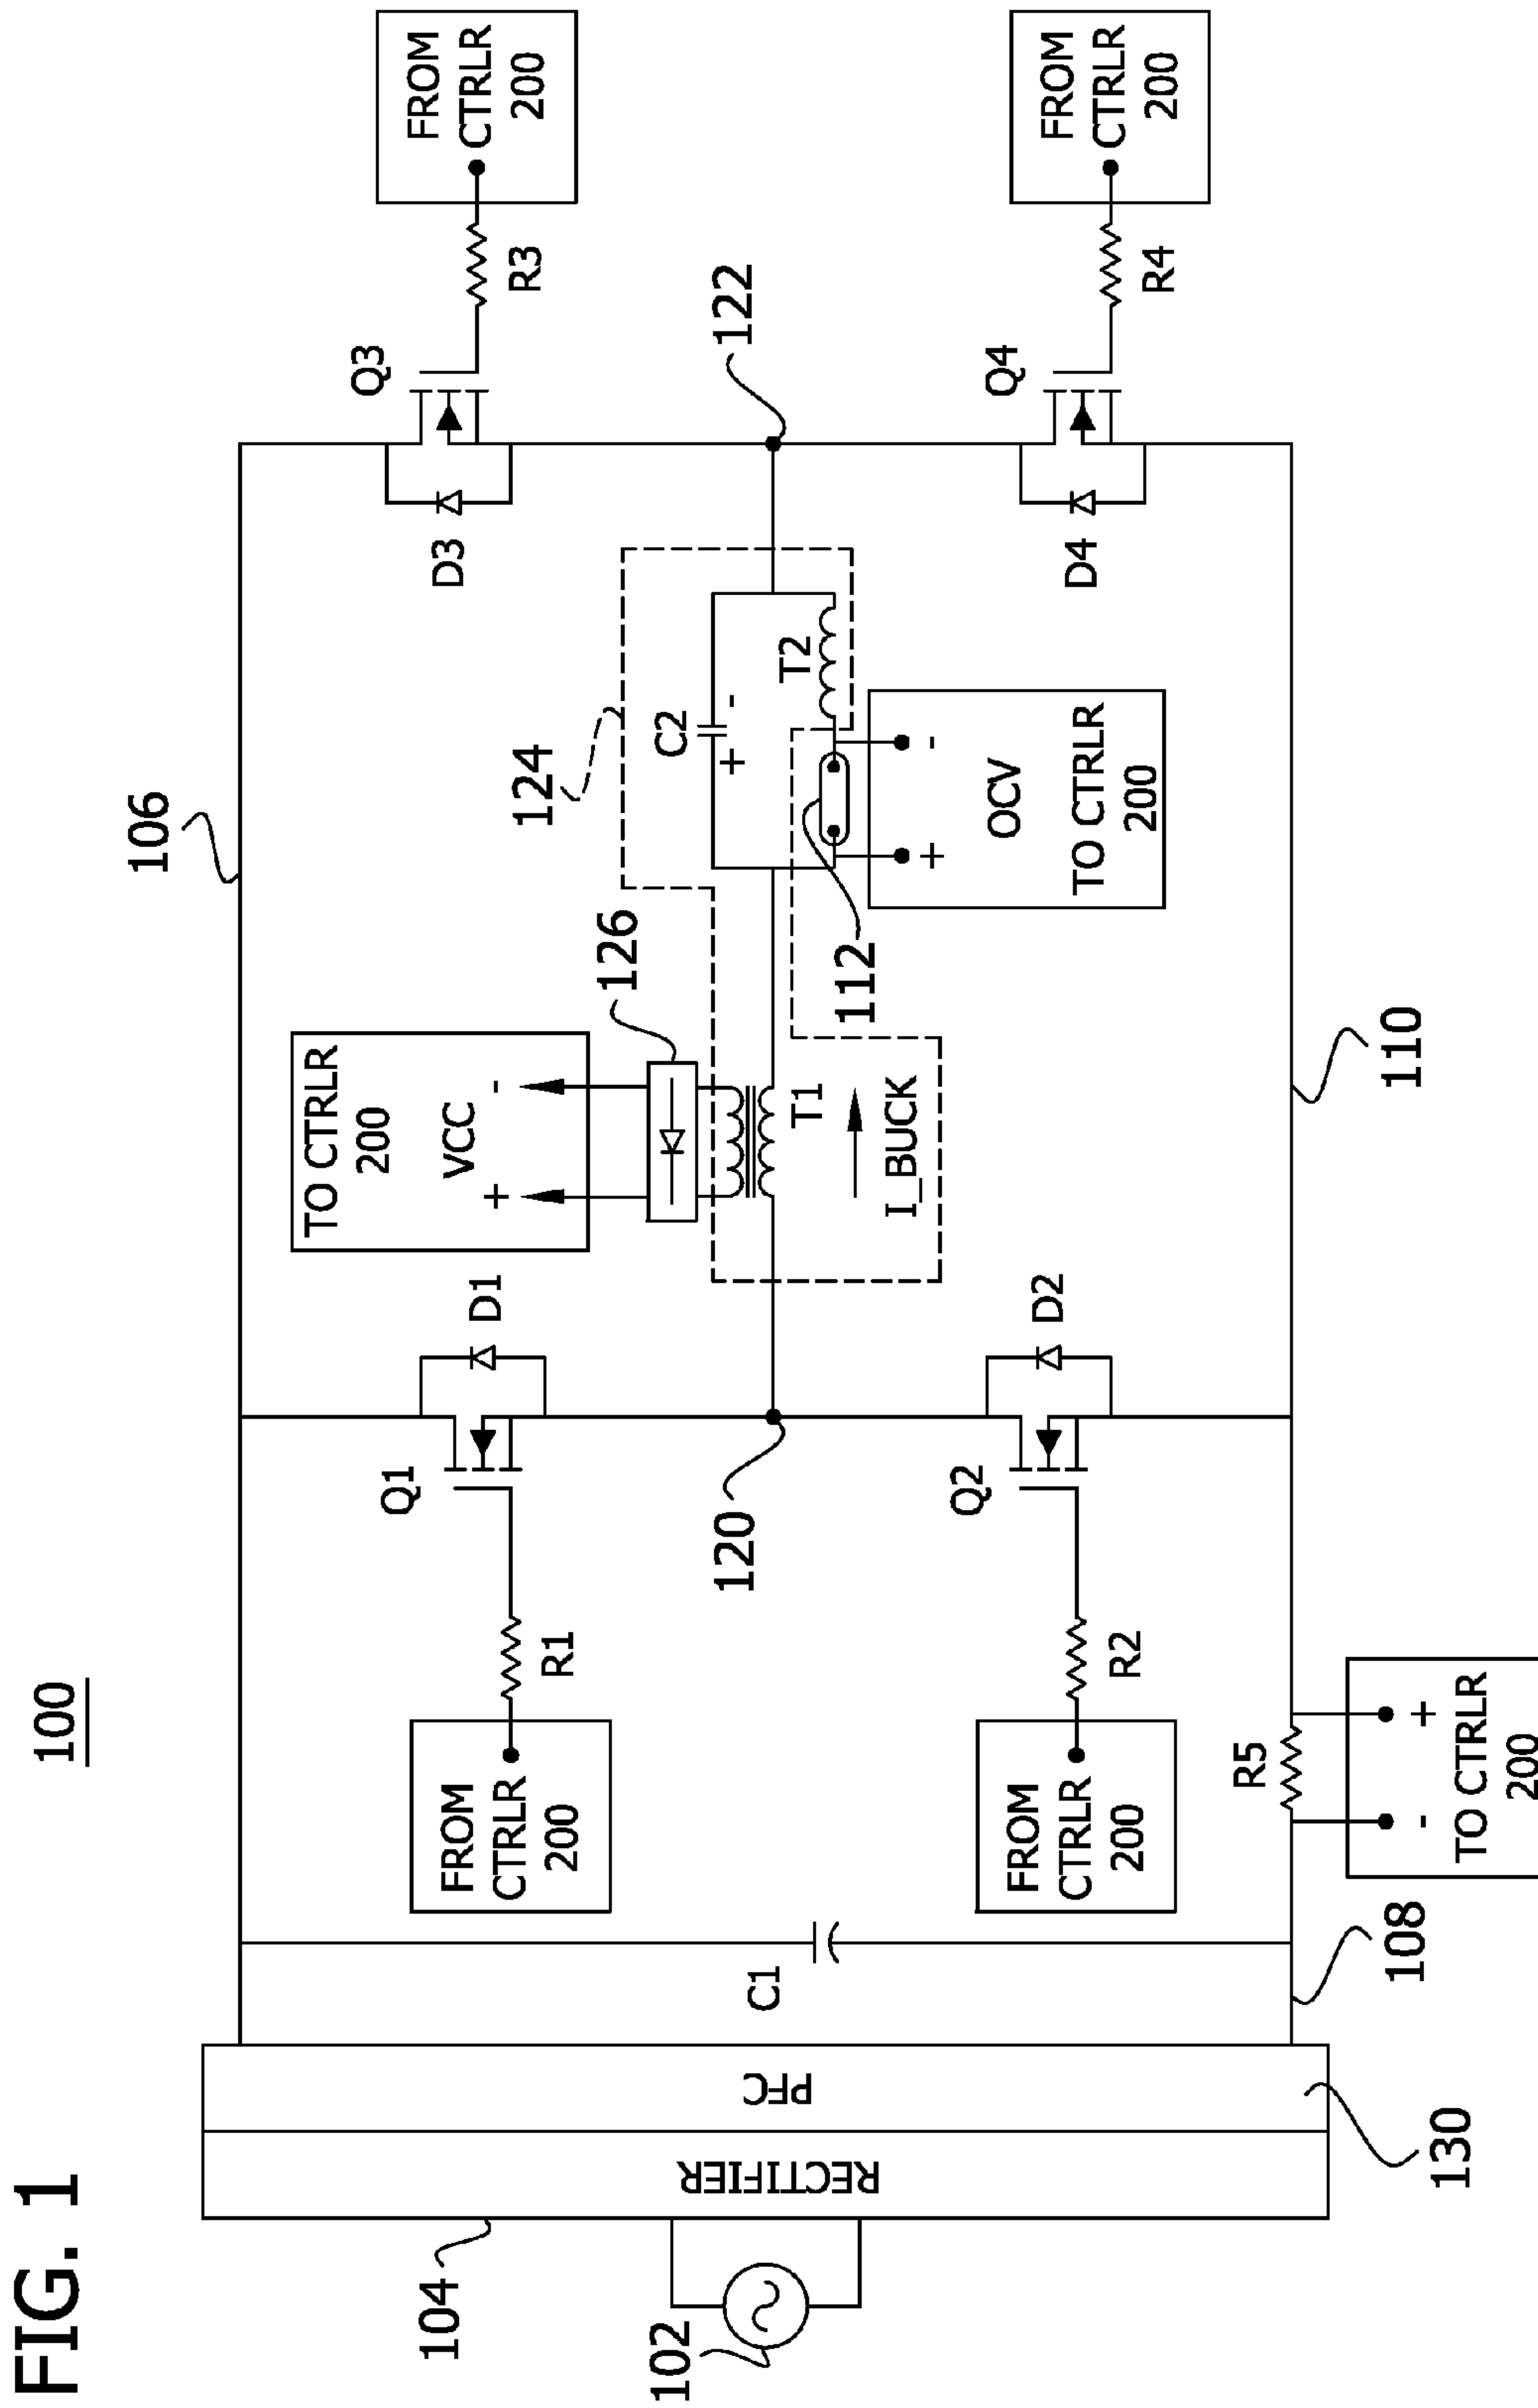 FIG. 1
100
102
104
RECTIFIER
PFC
130
108
C1
106
FROM
CTRLR
200
R1
Q1
D1
FROM
CTRLR
200
R2
Q2
D2
120
R5
- +
TO CTRLR
200
110
TO CTRLR
200
VCC
+ -
126
T1
I_BUCK
124
C2
+ -
T2
112
+ -
OCV
TO CTRLR
200
122
D3
Q3
R3
FROM
CTRLR
200
D4
Q4
R4
FROM
CTRLR
200